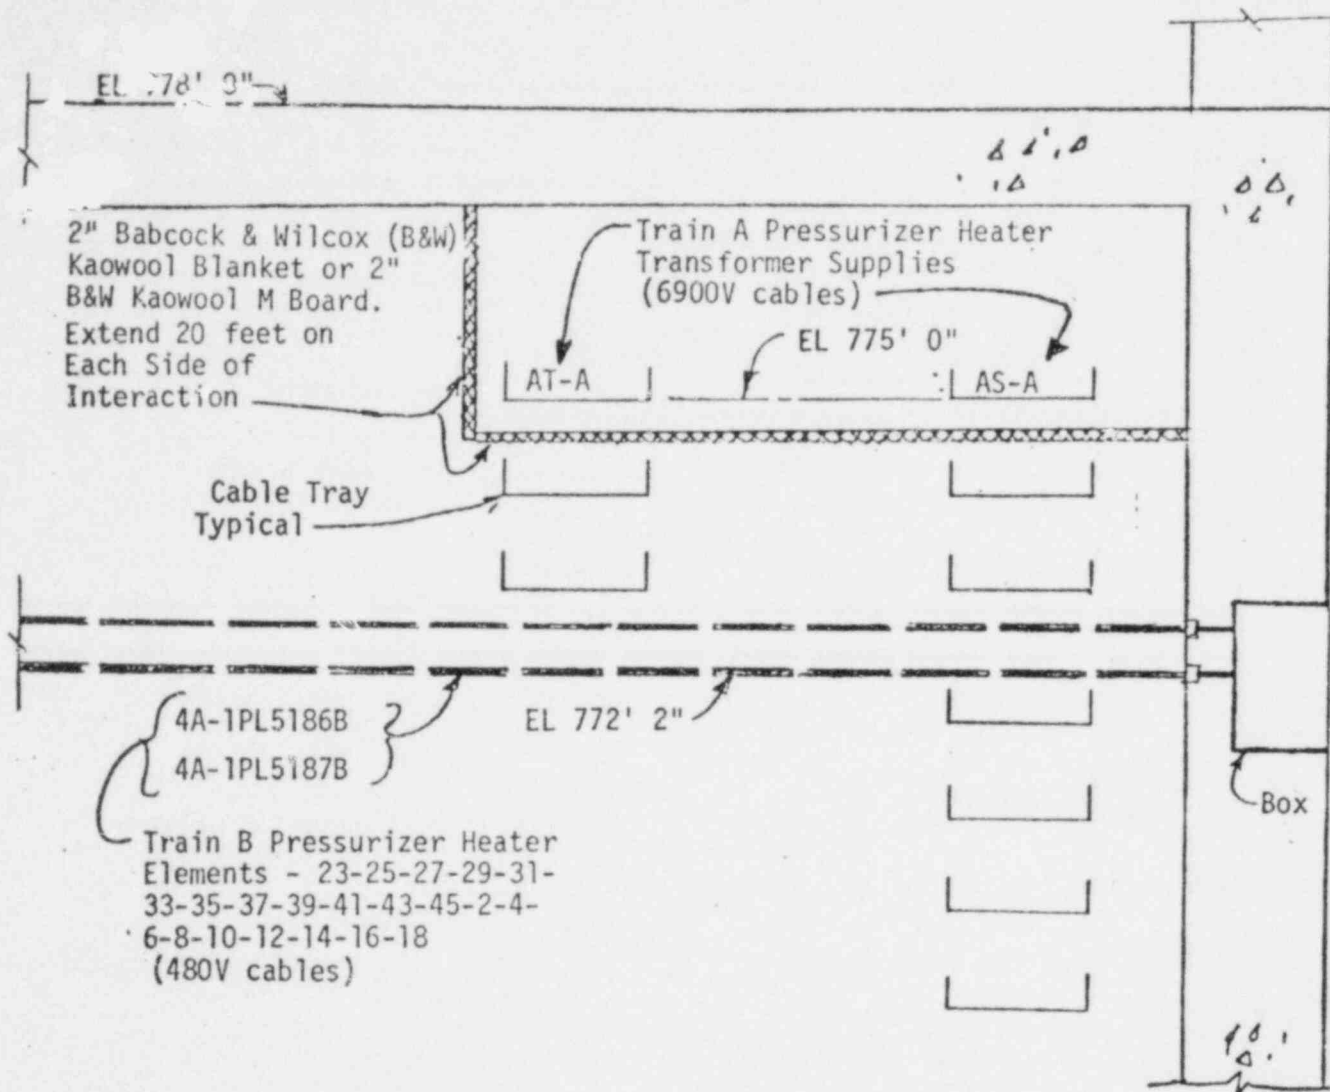 EL 78' 0"
2" Babcock & Wilcox (B&W)
Kaowool Blanket or 2"
B&W Kaowool M Board.
Extend 20 feet on
Each Side of
Interaction
Train A Pressurizer Heater
Transformer Supplies
(6900V cables)
EL 775' 0"
AT-A
AS-A
Cable Tray
Typical
4A-1PL5186B
4A-1PL5187B
EL 772' 2"
Box
Train B Pressurizer Heater
Elements - 23-25-27-29-31-
33-35-37-39-41-43-45-2-4-
6-8-10-12-14-16-18
(480V cables)